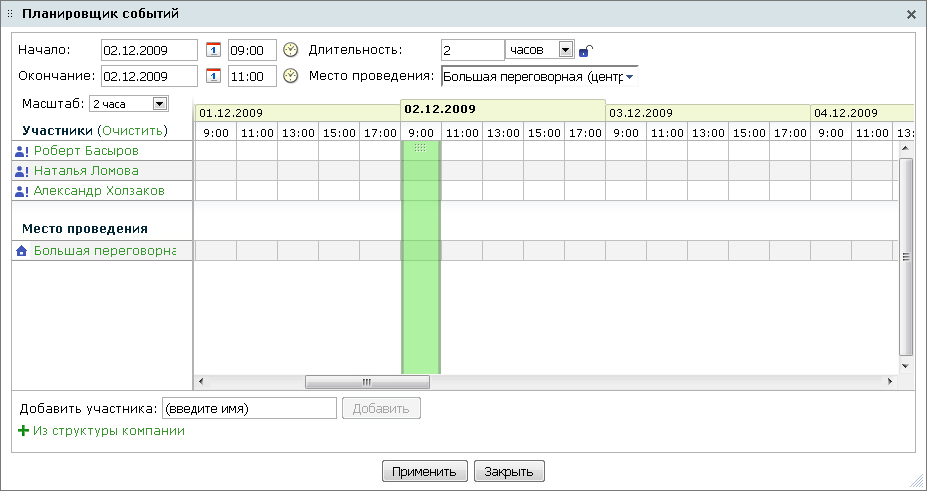 Планировщик событий
Начало: 02.12.2009 1 09:00 Длительность: 2 часов
Окончание: 02.12.2009 1 11:00 Место проведения: Большая переговорная (центр
Масштаб: 2 часа
01.12.2009 02.12.2009 03.12.2009 04.12.2009
Участники (Очистить) 9:00 11:00 13:00 15:00 17:00 9:00 11:00 13:00 15:00 17:00 9:00 11:00 13:00 15:00 17:00 9:00 11:00 13:
Роберт Басыров
Наталья Ломова
Александр Холзаков
Место проведения
Большая переговорна
Добавить участника: (введите имя) Добавить
Из структуры компании
Применить Закрыть